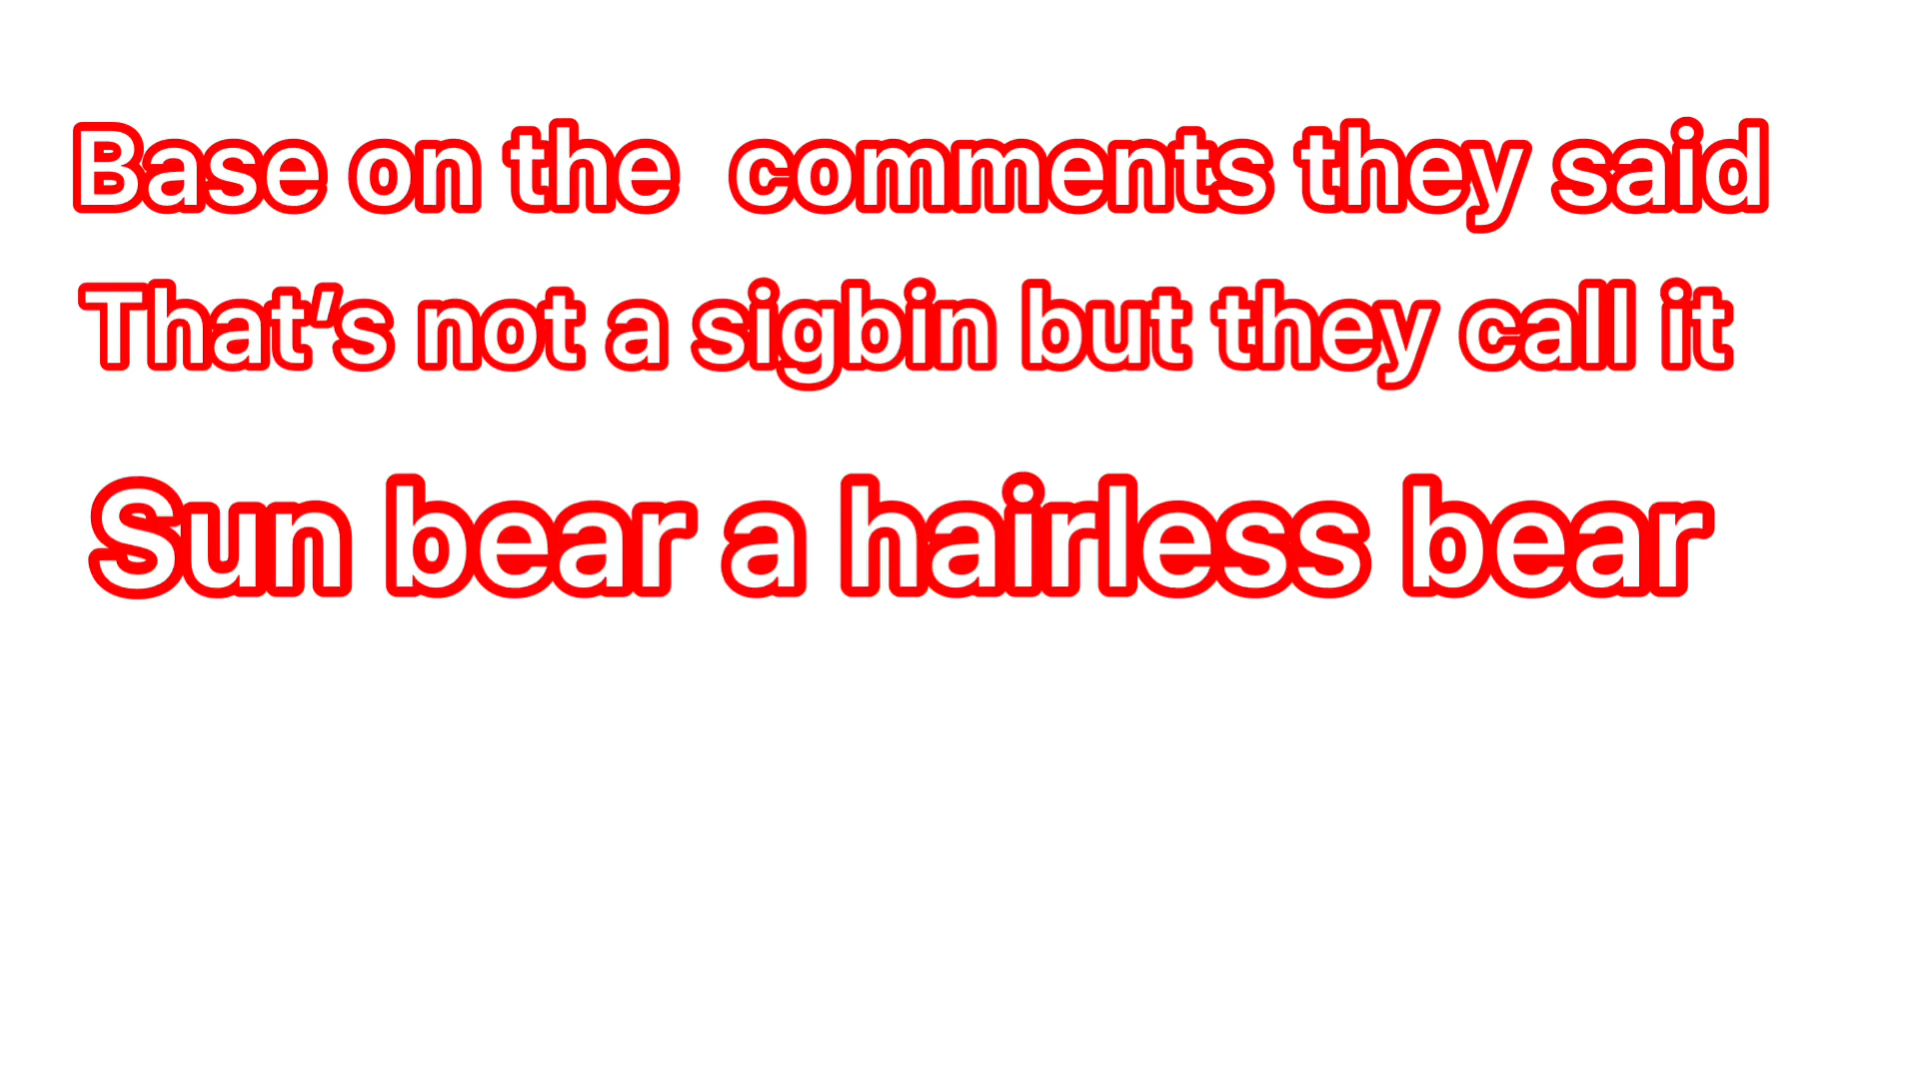 Base on the  comments they said
That's not a sigbin but they call it
Sun bear a hairless bear